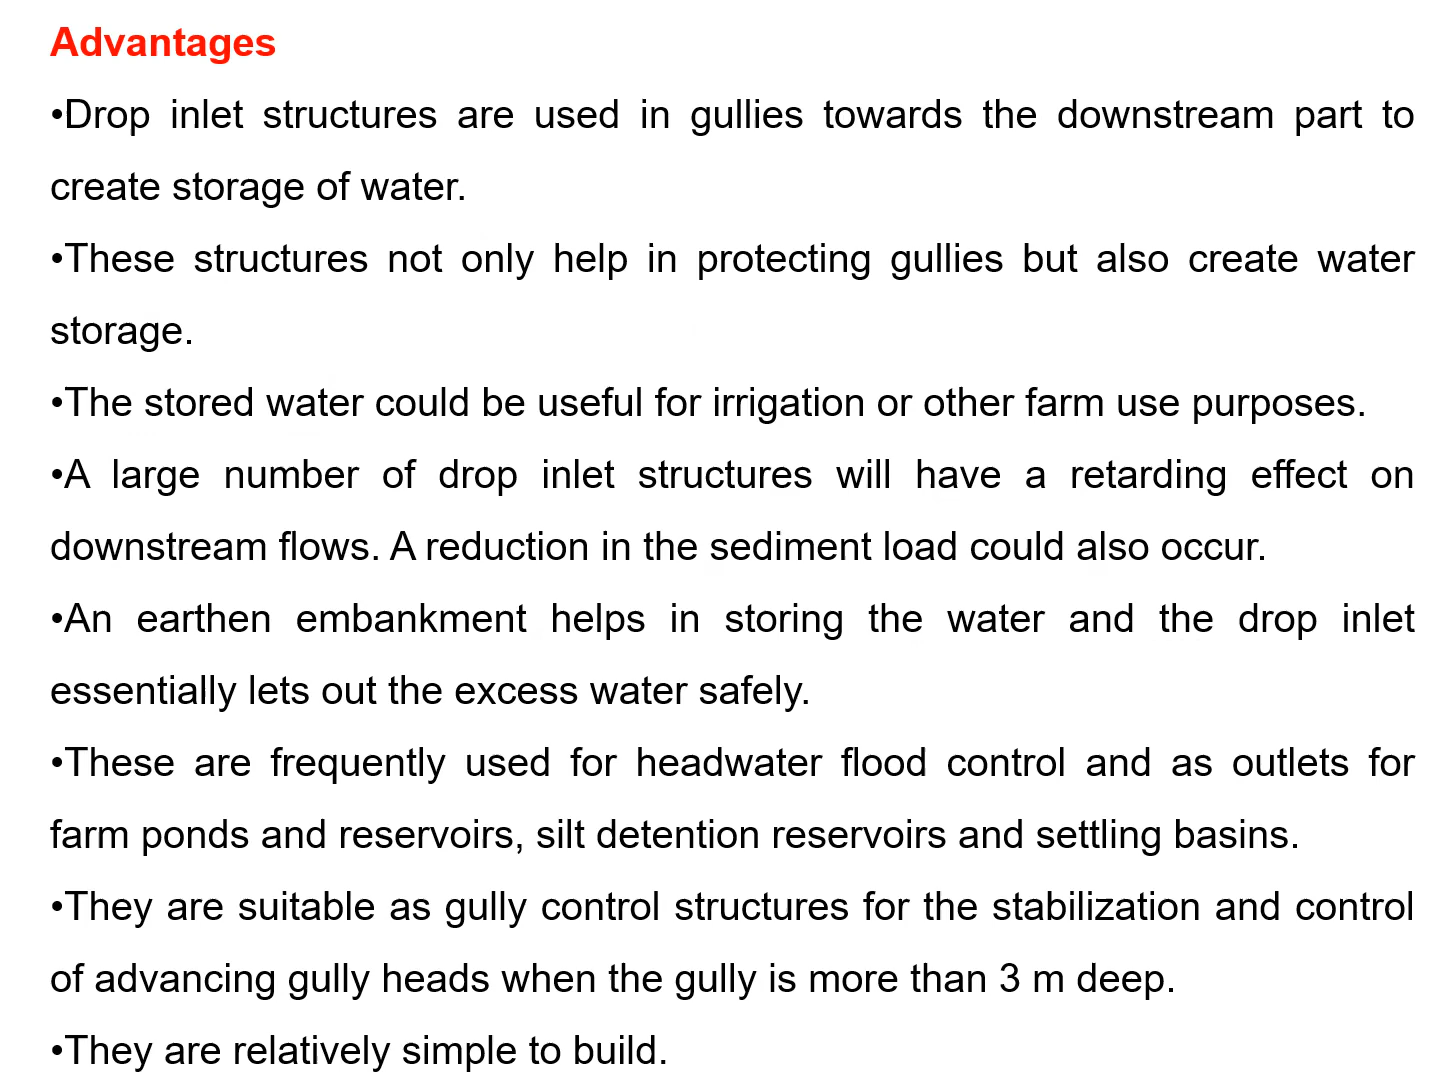 Advantages
•Drop inlet structures are used in gullies towards the downstream part to
create storage of water.
•These structures not only help in protecting gullies but also create water
storage.
•The stored water could be useful for irrigation or other farm use purposes.
•A large number of drop inlet structures will have a retarding effect on
downstream flows. A reduction in the sediment load could also occur.
•An earthen embankment helps in storing the water and the drop inlet
essentially lets out the excess water safely.
•These are frequently used for headwater flood control and as outlets for
farm ponds and reservoirs, silt detention reservoirs and settling basins.
•They are suitable as gully control structures for the stabilization and control
of advancing gully heads when the gully is more than 3 m deep.
•They are relatively simple to build.